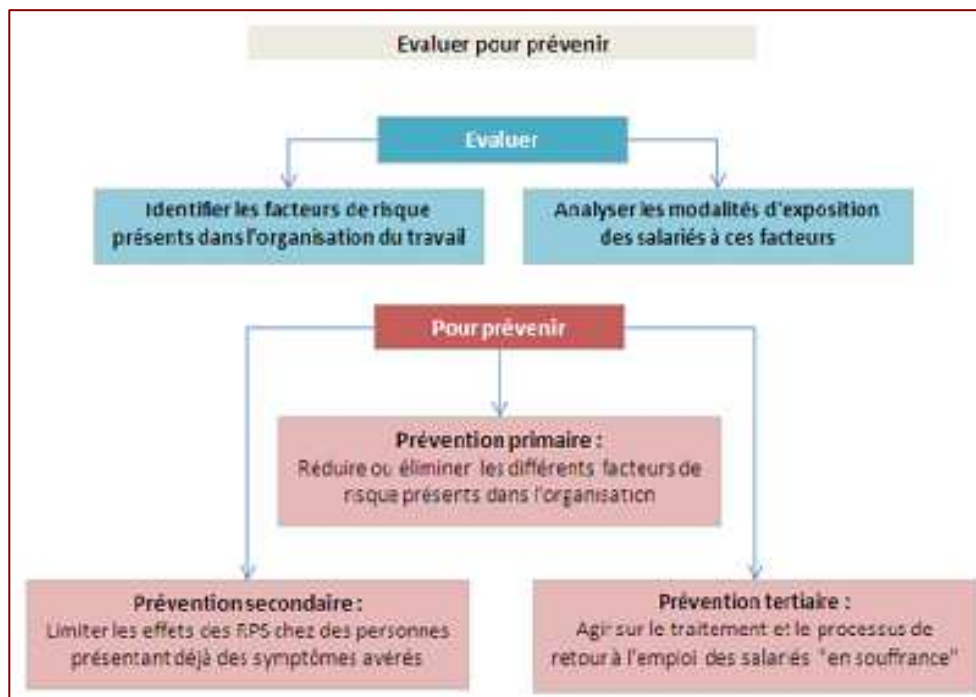 Evaluer pour prévenir
Evaluer
Identifier les facteurs de risque
présents dans l'organisation du travail
Analyser les modalités d'exposition
des salariés à ces facteurs
Pour prévenir
Prévention primaire :
Réduire ou éliminer les différents facteurs de
risque présents dans l'organisation
Prévention secondaire :
Limiter les effets des RPS chez des personnes
présentant déjà des symptômes avérés
Prévention tertiaire :
Agir sur le traitement et le processus de
retour à l'emploi des salariés "en souffrance"